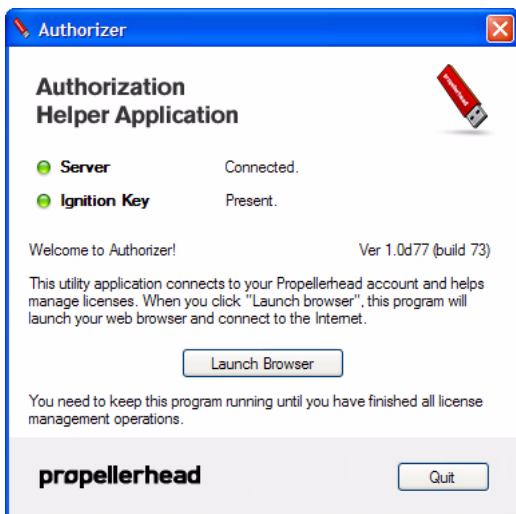 Authorizer
Authorization
Helper Application
propellerhead
Server Connected.
Ignition Key Present.
Welcome to Authorizer! Ver 1.0d77 (build 73)
This utility application connects to your Propellerhead account and helps
manage licenses. When you click "Launch browser", this program will
launch your web browser and connect to the Internet.
Launch Browser
You need to keep this program running until you have finished all license
management operations.
propellerhead Quit